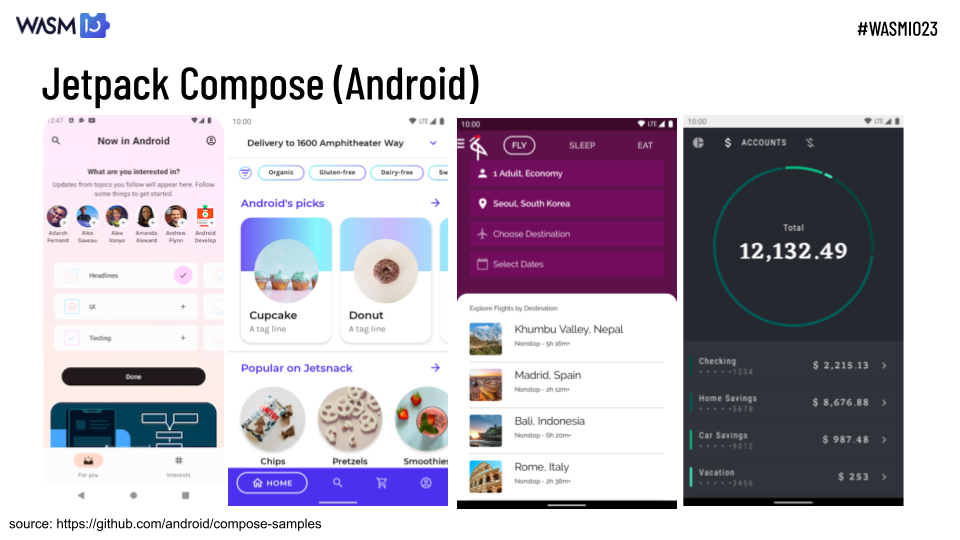 WASM IO
#WASMIO23
Jetpack Compose (Android)
12:47
Now in Android
What are you interested in?
Updates from topics you follow will appear here. Follow
some things to get started.
Adarsh Fernand
Alex Saveau
Alex Vanyo
Amanda Alexand
Andrew Flynn
Android Develop
Headlines
UI
Testing
Done
For you
Interests
10:00
LTE
Delivery to 1600 Amphitheater Way
Organic
Gluten-free
Dairy-free
Sw
Android's picks
Cupcake
A tag line
Donut
A tag line
Popular on Jetsnack
Chips
Pretzels
Smoothies
HOME
10:00
LTE
FLY
SLEEP
EAT
1 Adult, Economy
Seoul, South Korea
Choose Destination
Select Dates
Explore Flights by Destination
Khumbu Valley, Nepal
Nonstop - 5h 16m+
Madrid, Spain
Nonstop - 2h 12m+
Bali, Indonesia
Nonstop - 6h 20m+
Rome, Italy
Nonstop - 2h 38m+
10:00
LTE
$ ACCOUNTS
Total
12,132.49
Checking
• • • • •1234
$ 2,215.13
Home Savings
• • • • •5678
$ 8,676.88
Car Savings
• • • • •9012
$ 987.48
Vacation
• • • • •3456
$ 253
source: https://github.com/android/compose-samples